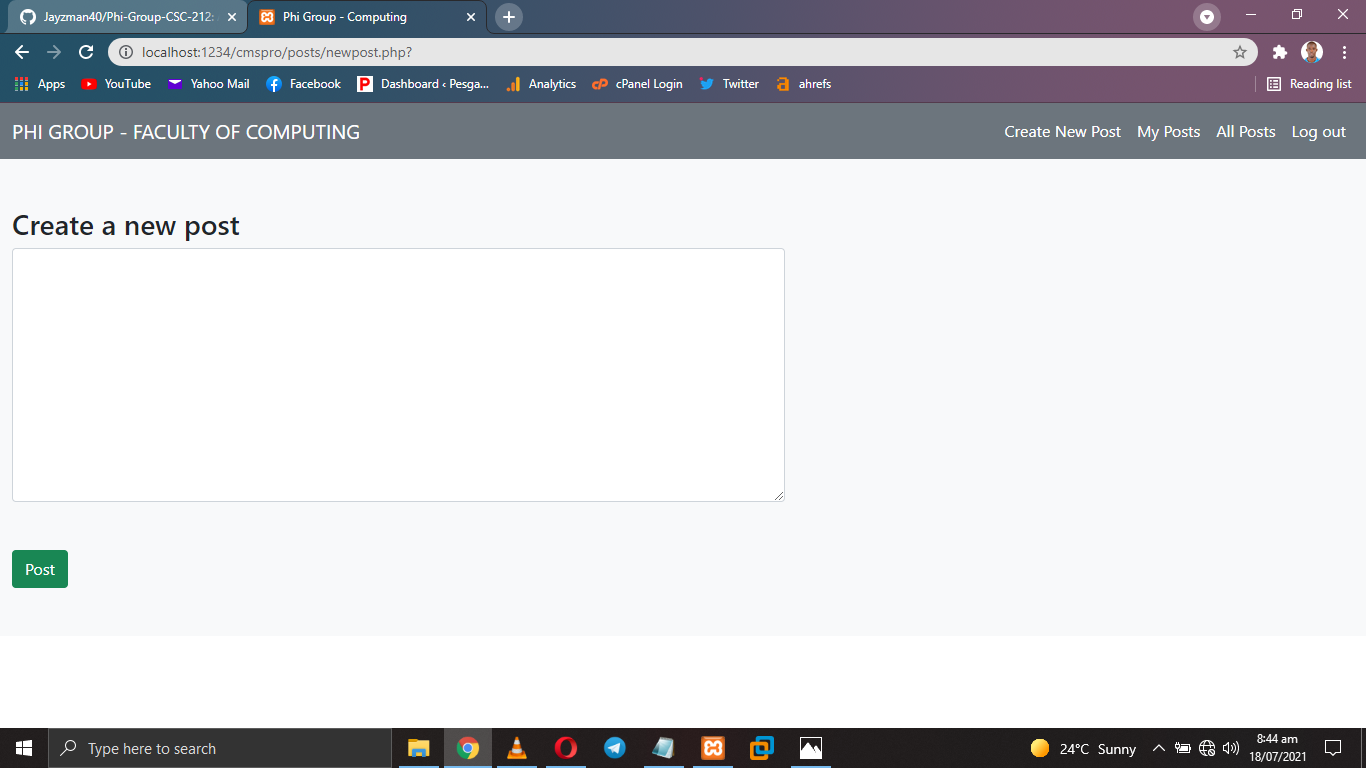 Jayzman40/Phi-Group-CSC-212:
Phi Group - Computing
localhost:1234/cmspro/posts/newpost.php?
Apps YouTube Yahoo Mail Facebook Dashboard ‹ Pesga... Analytics cPanel Login Twitter ahrefs Reading list
PHI GROUP - FACULTY OF COMPUTING
Create New Post My Posts All Posts Log out
Create a new post
Post
Type here to search
24°C Sunny
8:44 am
18/07/2021